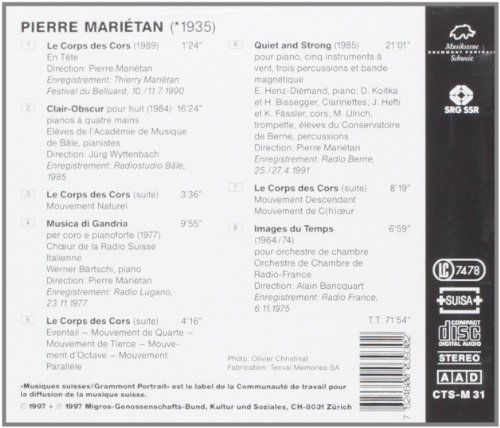 PIERRE MARIÉTAN (*1935)
1 Le Corps des Cors (1989) 1'24"
En Tête
Direction: Pierre Mariétan
Enregistrement: Thierry Mariétan
Festival du Belluard, 10./11.7.1990
2 Clair-Obscur pour huit (1984) 16'24"
pianos à quatre mains
Elèves de l'Académie de Musique
de Bâle, pianistes
Direction: Jürg Wyttenbach
Enregistrement: Radiostudio Bâle,
1985
3 Le Corps des Cors (suite) 3'36"
Mouvement Naturel
4 Musica di Gandria 9'55"
per coro e pianoforte (1977)
Chœur de la Radio Suisse
Italienne
Werner Bärtschi, piano
Direction: Pierre Mariétan
Enregistrement: Radio Lugano,
23.11.1977
5 Le Corps des Cors (suite) 4'16"
Eventail – Mouvement de Quarte –
Mouvement de Tierce – Mouve-
ment d'Octave – Mouvement
Parallèle
6 Quiet and Strong (1985) 21'01"
pour piano, cinq instruments à
vent, trois percussions et bande
magnétique
E. Henz-Diémand, piano, D. Koitka
et H. Bissegger, Clarinettes; J. Hefti
et K. Fässler, cors; M. Ulrich,
trompette, élèves du Conservatoire
de Berne, percussions
Direction: Pierre Mariétan
Enregistrement: Radio Berne,
25./27.4.1991
7 Le Corps des Cors (suite) 8'19"
Mouvement Descendant
Mouvement de C(h)œur
8 Images du Temps 6'59"
(1964/74)
pour orchestre de chambre
Orchestre de Chambre de
Radio-France
Direction: Alain Bancquart
Enregistrement: Radio France,
6.11.1975
T.T: 71'54"
Photo: Olivier Christinat
Fabrication: Tecval Memories SA
«Musiques suisses/Grammont Portrait» est le label de la Communauté de travail pour
la diffusion de la musique suisse.
© 1997 + ℗ 1997 Migros-Genossenschafts-Bund, Kultur und Soziales, CH-8031 Zürich
Musikszene
GRAMMONT PORTRAIT
Schweiz
SRG SSR
LC 7478
+SUISA+
COMPACT
disc
DIGITAL AUDIO
STEREO
AAD
CTS-M 31